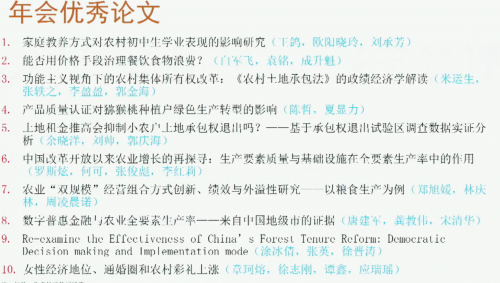 年会优秀论文
1. 家庭教养方式对农村初中生学业表现的影响研究（王鹄，欧阳晓玲，刘承芳）
2. 能否用价格手段治理餐饮食物浪费？（白军飞，袁铭，成升魁）
3. 功能主义视角下的农村集体所有权改革：《农村土地承包法》的政绩经济学解读（米运生，
张轶之，李盈盈，郭金海）
4. 产品质量认证对猕猴桃种植户绿色生产转型的影响（陈哲，夏显力）
5. 土地租金推高会抑制小农户土地承包权退出吗？——基于承包权退出试验区调查数据实证分
析（余晓洋，刘帅，郭庆海）
6. 中国改革开放以来农业增长的再探寻：生产要素质量与基础设施在全要素生产率中的作用
（罗斯炫，何可，张俊彪，李红莉）
7. 农业“双规模”经营组合方式创新、绩效与外溢性研究——以粮食生产为例（郑旭媛，林庆
林，周凌晨诺）
8. 数字普惠金融与农业全要素生产率——来自中国地级市的证据（唐建军，龚教伟，宋清华）
9. Re-examine the Effectiveness of China’s Forest Tenure Reform: Democratic
Decision making and Implementation mode（涂冰倩，张英，徐晋涛）
10. 女性经济地位、通婚圈和农村彩礼上涨（章珂熔，徐志刚，谭鑫，应瑞瑶）